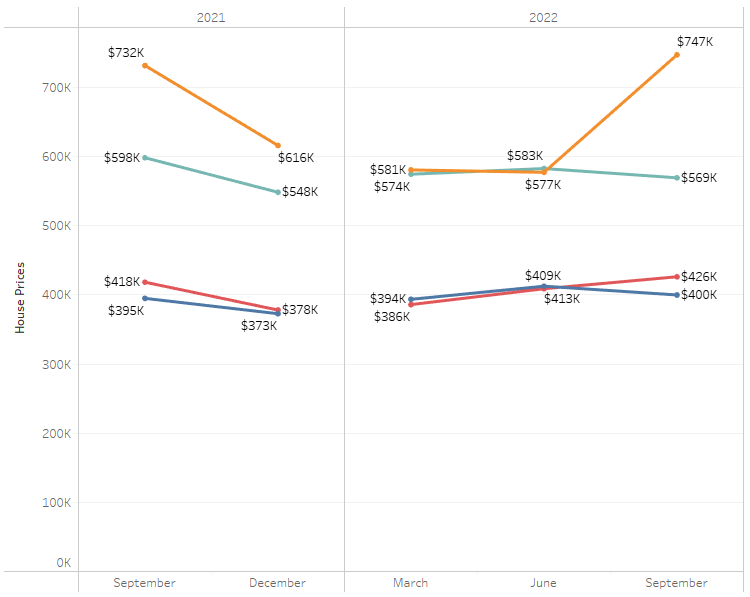 2021 2022
$747K
$732K
700K
$616K
600K
$598K
$583K
$581K
$574K
$577K
$569K
$548K
500K
$418K
$395K
$378K
$373K
400K
$409K
$394K
$413K
$386K
$426K
$400K
House Prices
300K
200K
100K
0K
September December March June September